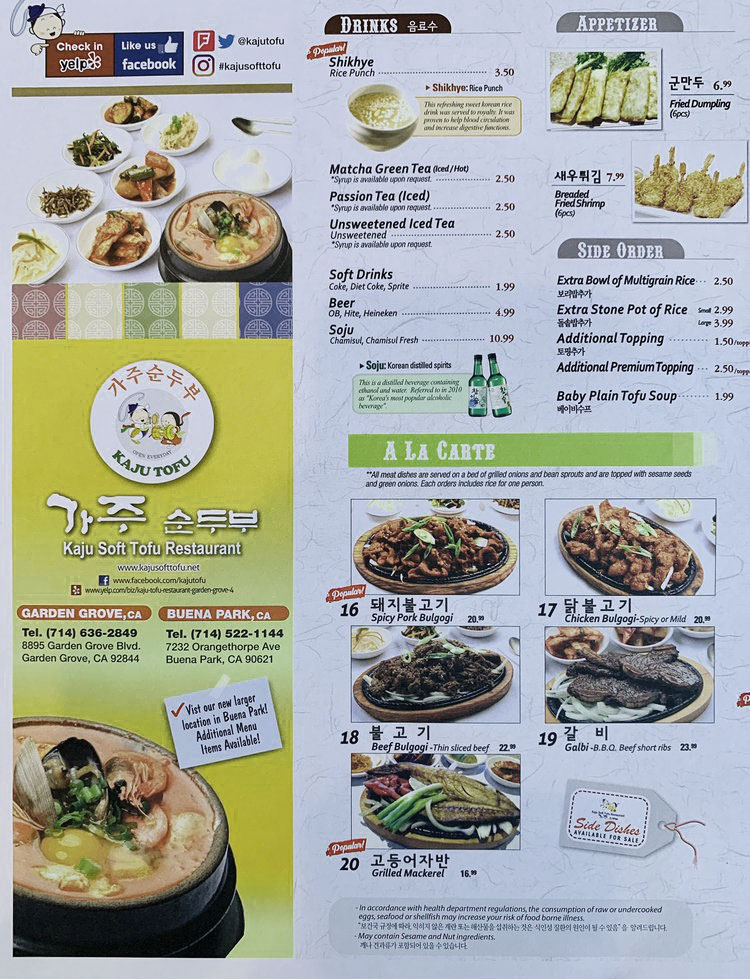 Check in
yelp
Like us
facebook
@kajutofu
#kajusofttofu
가주순두부
OPEN EVERYDAY
KAJU TOFU
가주 순두부
Kaju Soft Tofu Restaurant
www.kajusofttofu.net
www.facebook.com/kajutofu
www.yelp.com/biz/kaju-tofu-restaurant-garden-grove-4
GARDEN GROVE, CA
Tel. (714) 636-2849
8895 Garden Grove Blvd.
Garden Grove, CA 92844
BUENA PARK, CA
Tel. (714) 522-1144
7232 Orangethorpe Ave
Buena Park, CA 90621
Vist our new larger
location in Buena Park!
Additional Menu
Items Available!
DRINKS 음료수
Popular!
Shikhye
Rice Punch 3.50
Shikhye: Rice Punch
This refreshing sweet korean rice
drink was served to royalty. It was
proven to help blood circulation
and increase digestive functions.
Matcha Green Tea (Iced / Hot)
*Syrup is available upon request. 2.50
Passion Tea (Iced)
*Syrup is available upon request. 2.50
Unsweetened Iced Tea
Unsweetened 2.50
*Syrup is available upon request.
Soft Drinks
Coke, Diet Coke, Sprite 1.99
Beer
OB, Hite, Heineken 4.99
Soju
Chamisul, Chamisul Fresh 10.99
Soju: Korean distilled spirits
This is a distilled beverage containing
ethanol and water. Referred to in 2010
as "Korea's most popular alcoholic
beverage".
APPETIZER
군만두 6.99
Fried Dumpling
(6pcs)
새우튀김 7.99
Breaded
Fried Shrimp
(6pcs)
SIDE ORDER
Extra Bowl of Multigrain Rice 2.50
보리밥추가
Extra Stone Pot of Rice Small 2.99
돌솥밥추가 Large 3.99
Additional Topping 1.50/topp
토핑추가
Additional Premium Topping 2.50/topp
Baby Plain Tofu Soup 1.99
베이비수프
A LA CARTE
**All meat dishes are served on a bed of grilled onions and bean sprouts and are topped with sesame seeds
and green onions. Each orders includes rice for one person.
Popular!
16 돼지불고기
Spicy Pork Bulgogi 20.99
17 닭불고기
Chicken Bulgogi-Spicy or Mild 20.99
18 불고기
Beef Bulgogi -Thin sliced beef 22.99
19 갈비
Galbi -B.B.Q. Beef short ribs 23.99
Popular!
20 고등어자반
Grilled Mackerel 16.99
Side Dishes
AVAILABLE FOR SALE
- In accordance with health department regulations, the consumption of raw or undercooked
eggs, seafood or shellfish may increase your risk of food borne illness.
"보건국 규정에 따라, 익히지 않은 계란 또는 해산물을 섭취하는 것은 식인성 질환의 원인이 될 수 있음" 을 알려드립니다.
- May contain Sesame and Nut ingredients.
깨나 견과류가 포함되어 있을 수 있습니다.